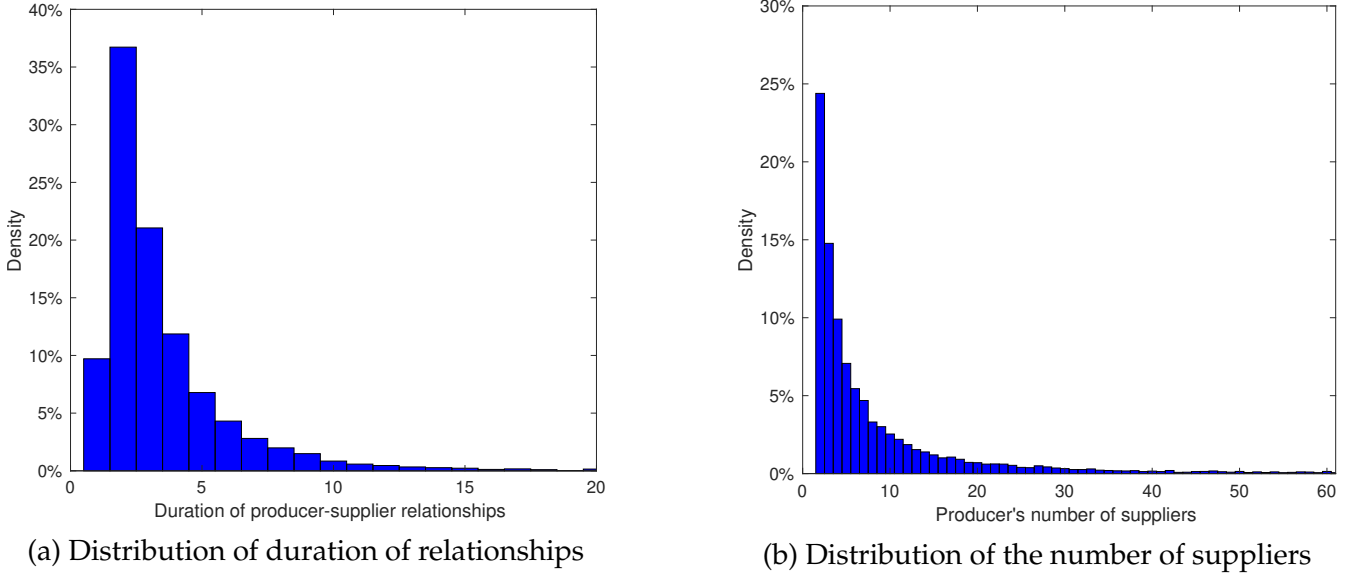 40%
35%
30%
25%
20%
15%
10%
5%
0%
Density
0 5 10 15 20
Duration of producer-supplier relationships
(a) Distribution of duration of relationships
30%
25%
20%
15%
10%
5%
0%
Density
0 10 20 30 40 50 60
Producer's number of suppliers
(b) Distribution of the number of suppliers